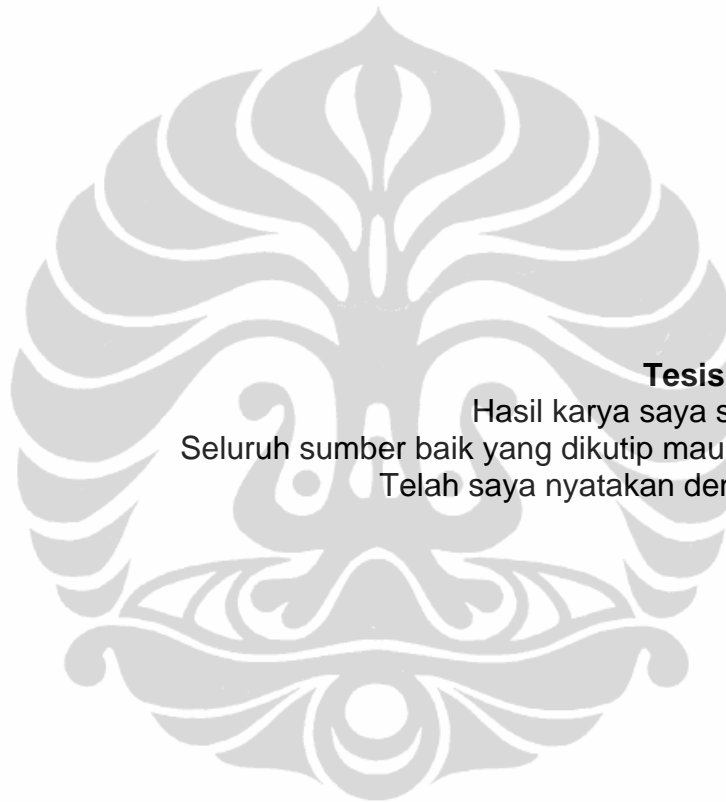 Tesis
Hasil karya saya s
Seluruh sumber baik yang dikutip mau
Telah saya nyatakan den